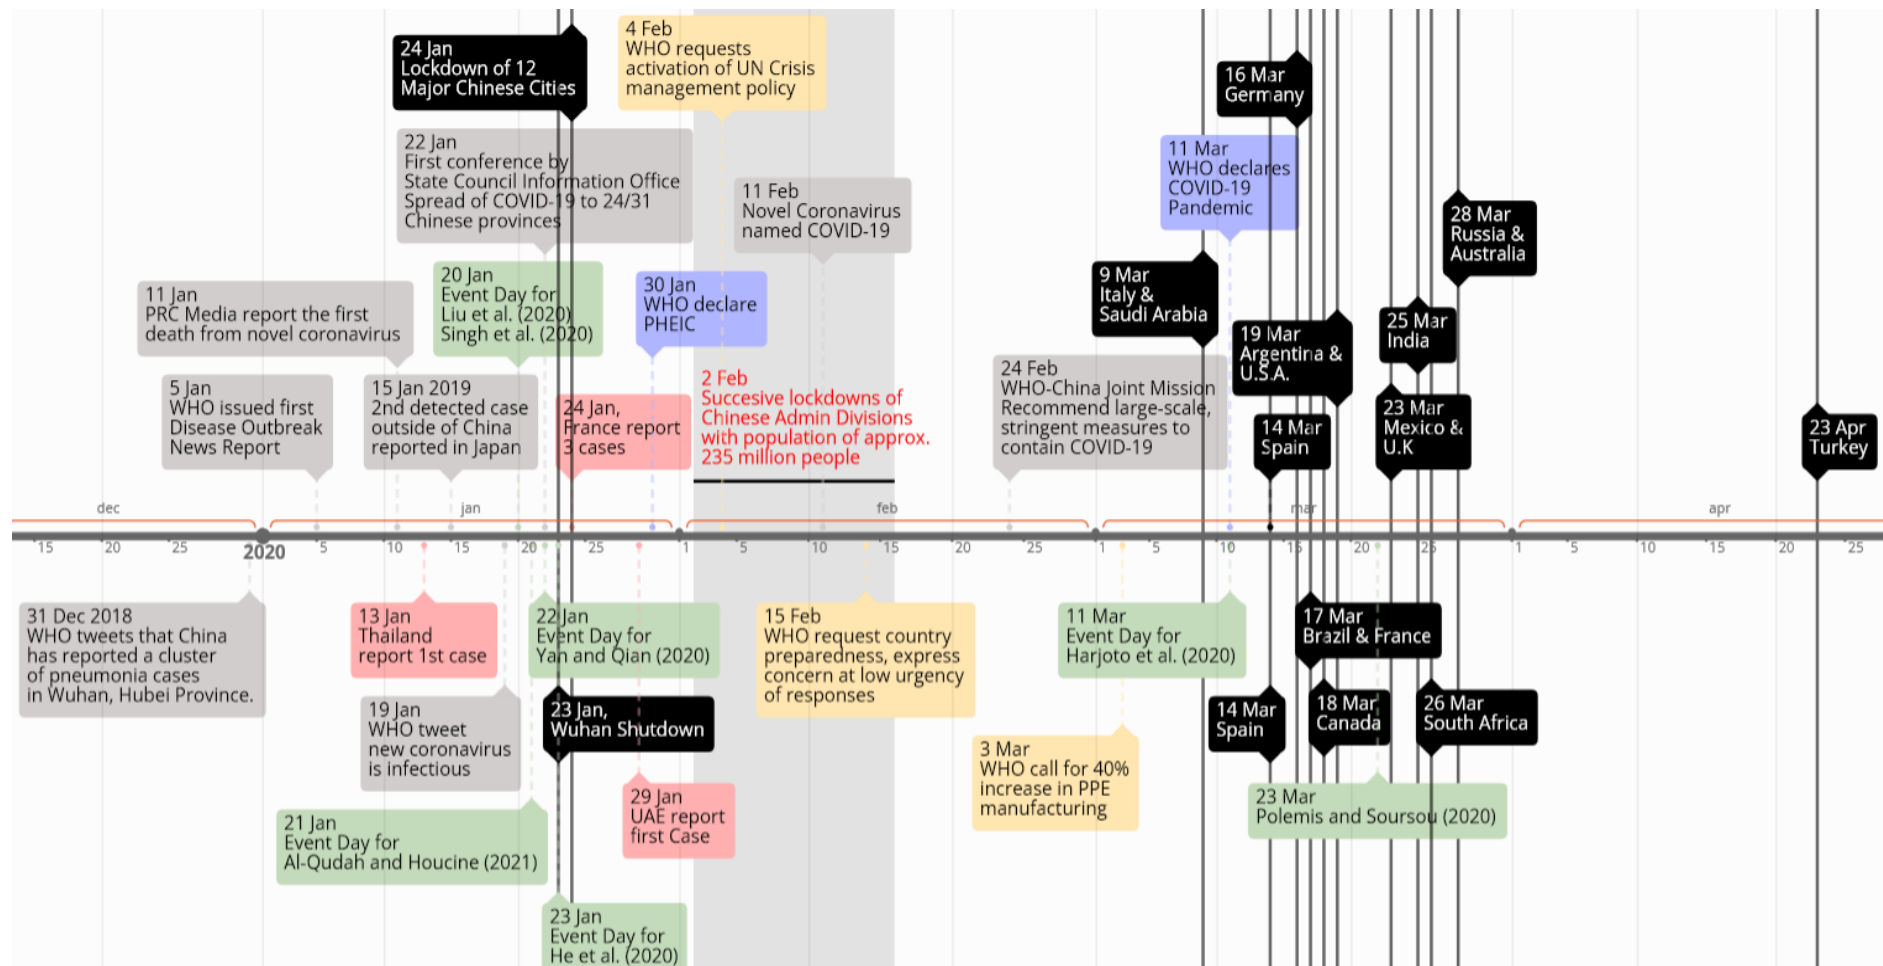 24 Jan
Lockdown of 12
Major Chinese Cities
4 Feb
WHO requests
activation of UN Crisis
management policy
16 Mar
Germany
22 Jan
First conference by
State Council Information Office
Spread of COVID-19 to 24/31
Chinese provinces
11 Mar
WHO declares
COVID-19
Pandemic
11 Feb
Novel Coronavirus
named COVID-19
28 Mar
Russia &
Australia
20 Jan
Event Day for
Liu et al. (2020)
Singh et al. (2020)
30 Jan
WHO declare
PHEIC
9 Mar
Italy &
Saudi Arabia
11 Jan
PRC Media report the first
death from novel coronavirus
19 Mar
Argentina &
U.S.A.
25 Mar
India
5 Jan
WHO issued first
Disease Outbreak
News Report
15 Jan 2019
2nd detected case
outside of China
reported in Japan
24 Jan,
France report
3 cases
2 Feb
Succesive lockdowns of
Chinese Admin Divisions
with population of approx.
235 million people
24 Feb
WHO-China Joint Mission
Recommend large-scale,
stringent measures to
contain COVID-19
14 Mar
Spain
23 Mar
Mexico &
U.K
23 Apr
Turkey
dec jan feb mar apr
15 20 25 2020 5 10 15 20 25 1 5 10 15 20 25 1 5 10 15 20 25 1 5 10 15 20 25
31 Dec 2018
WHO tweets that China
has reported a cluster
of pneumonia cases
in Wuhan, Hubei Province.
13 Jan
Thailand
report 1st case
22 Jan
Event Day for
Yan and Qian (2020)
15 Feb
WHO request country
preparedness, express
concern at low urgency
of responses
11 Mar
Event Day for
Harjoto et al. (2020)
17 Mar
Brazil & France
19 Jan
WHO tweet
new coronavirus
is infectious
23 Jan,
Wuhan Shutdown
14 Mar
Spain
18 Mar
Canada
26 Mar
South Africa
3 Mar
WHO call for 40%
increase in PPE
manufacturing
29 Jan
UAE report
first Case
23 Mar
Polemis and Soursou (2020)
21 Jan
Event Day for
Al-Qudah and Houcine (2021)
23 Jan
Event Day for
He et al. (2020)